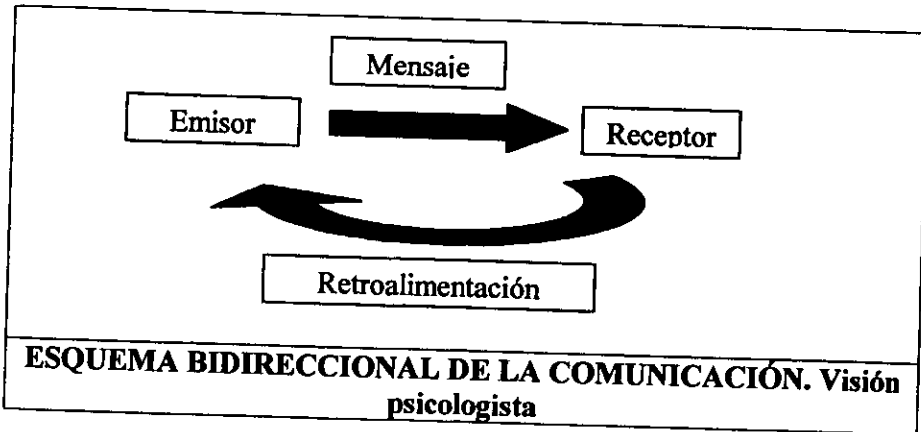 Mensaje
Emisor
Receptor
Retroalimentación
ESQUEMA BIDIRECCIONAL DE LA COMUNICACIÓN. Visión
psicologista